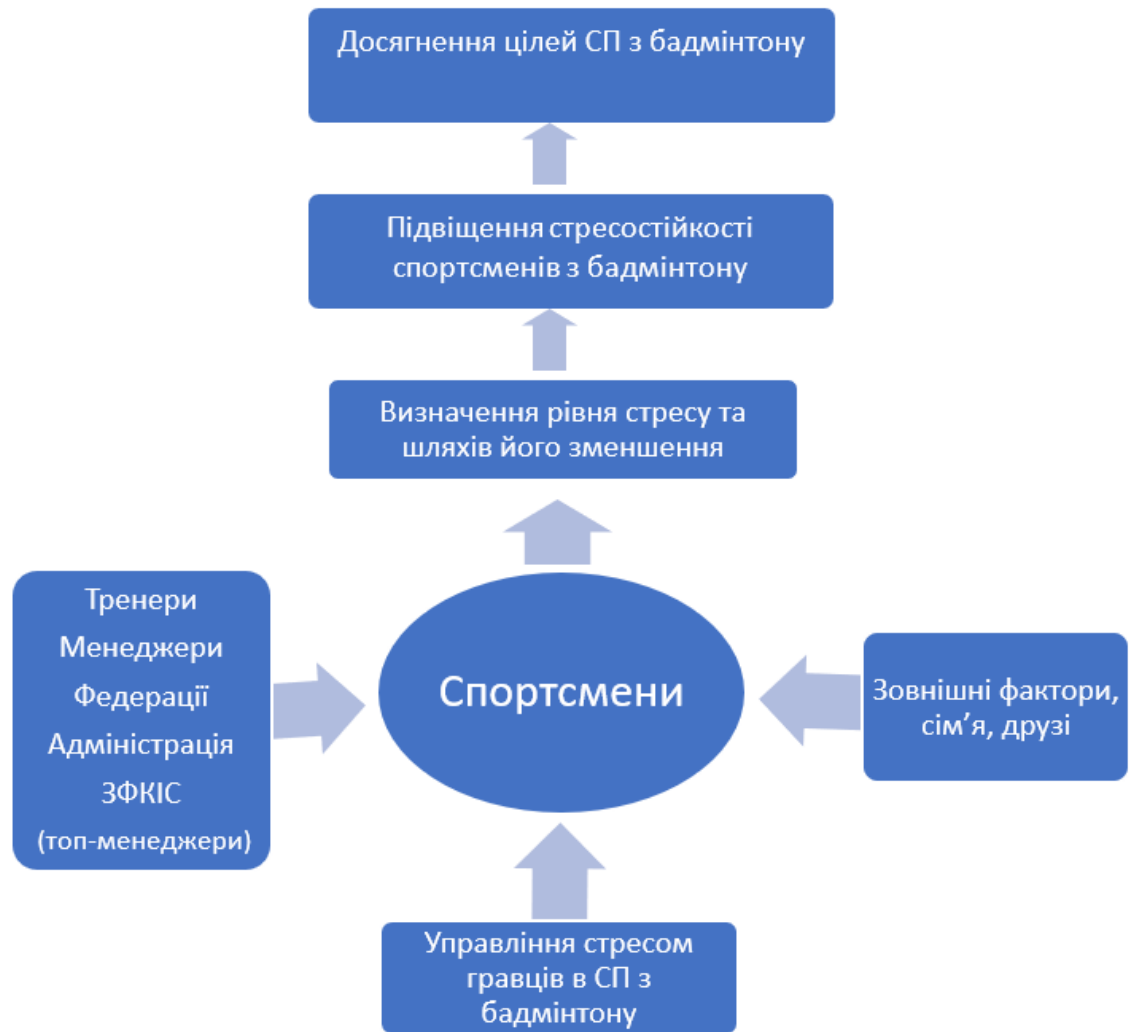 Досягнення цілей СП з бадмінтону
Підвіщення стресостійкості
спортсменів з бадмінтону
Визначення рівня стресу та
шляхів його зменшення
Тренери
Менеджери
Федерації
Адміністрація
ЗФКІС
(топ-менеджери)
Спортсмени
Зовнішні фактори,
сім’я, друзі
Управління стресом
гравців в СП з
бадмінтону